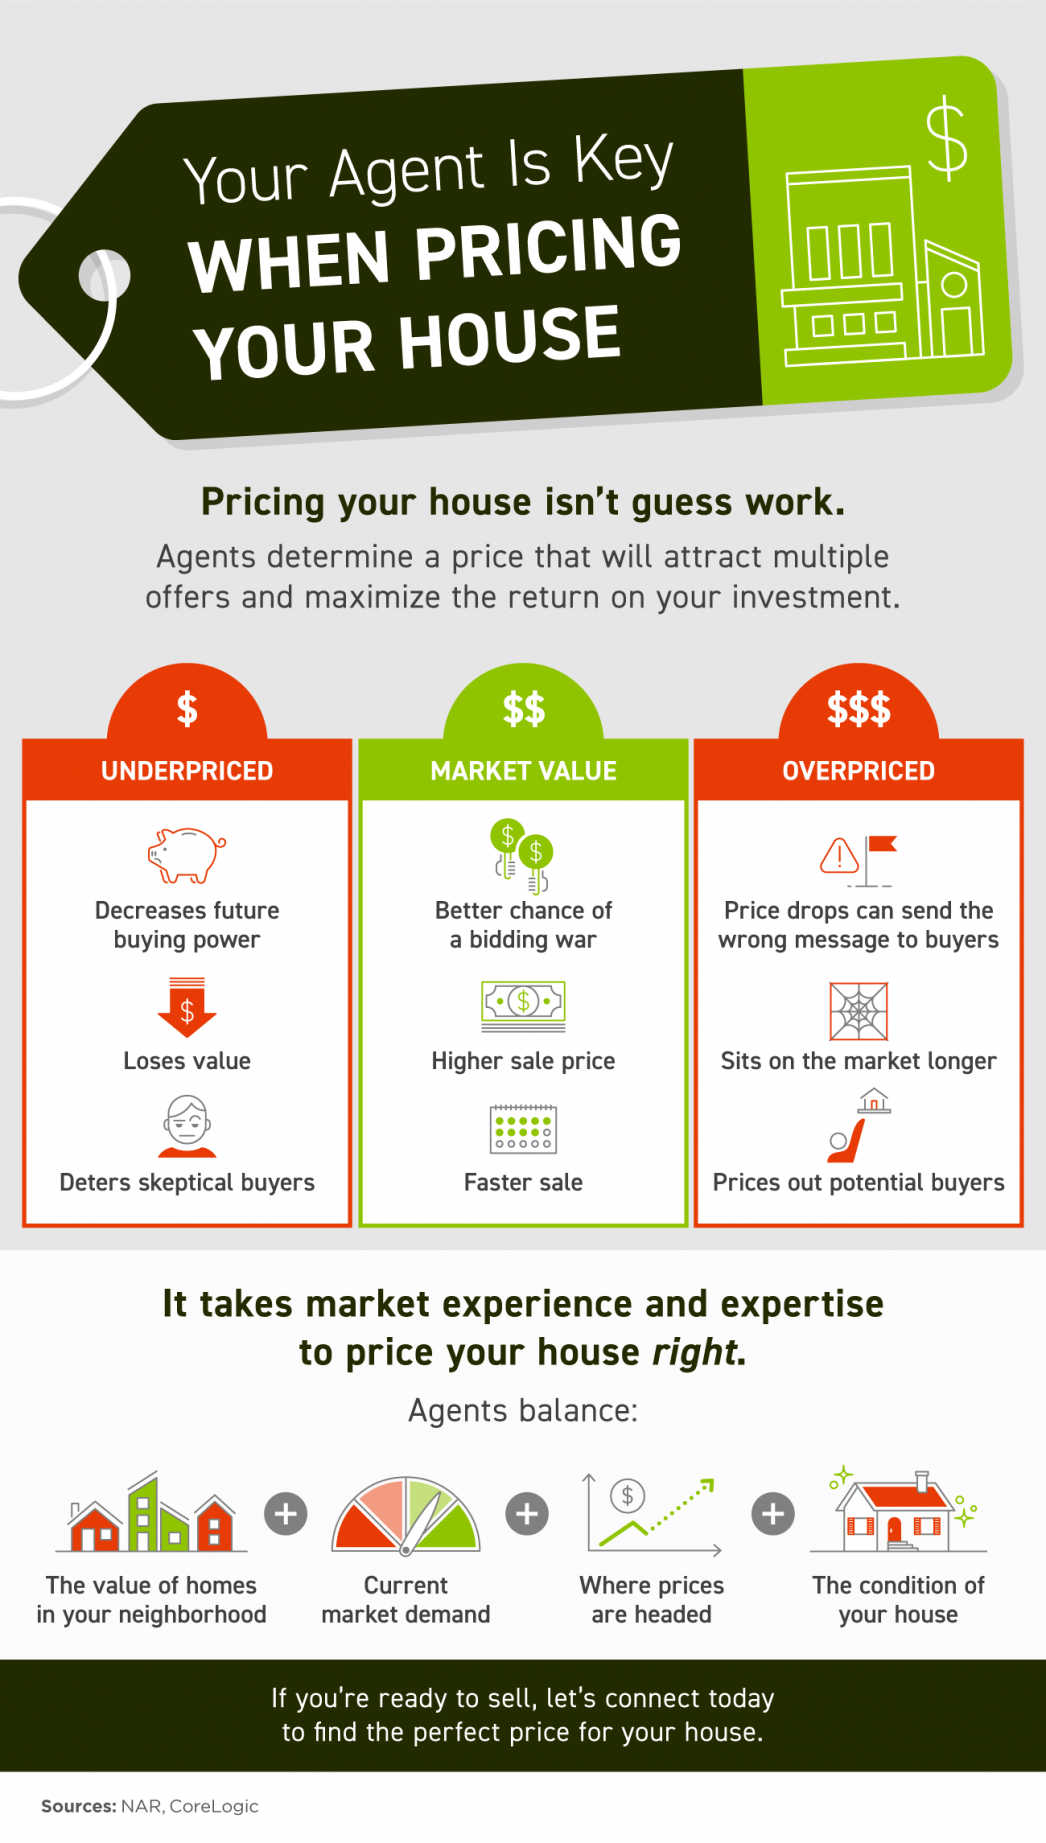 $
Your Agent Is Key
WHEN PRICING
YOUR HOUSE
Pricing your house isn't guess work.
Agents determine a price that will attract multiple
offers and maximize the return on your investment.
$
UNDERPRICED
Decreases future
buying power
$
Loses value
Deters skeptical buyers
$$
MARKET VALUE
$
$
Better chance of
a bidding war
$
Higher sale price
Faster sale
$$$
OVERPRICED
!
Price drops can send the
wrong message to buyers
Sits on the market longer
Prices out potential buyers
It takes market experience and expertise
to price your house right.
Agents balance:
The value of homes
in your neighborhood
+
Current
market demand
+
$
Where prices
are headed
+
The condition of
your house
If you're ready to sell, let's connect today
to find the perfect price for your house.
Sources: NAR, CoreLogic